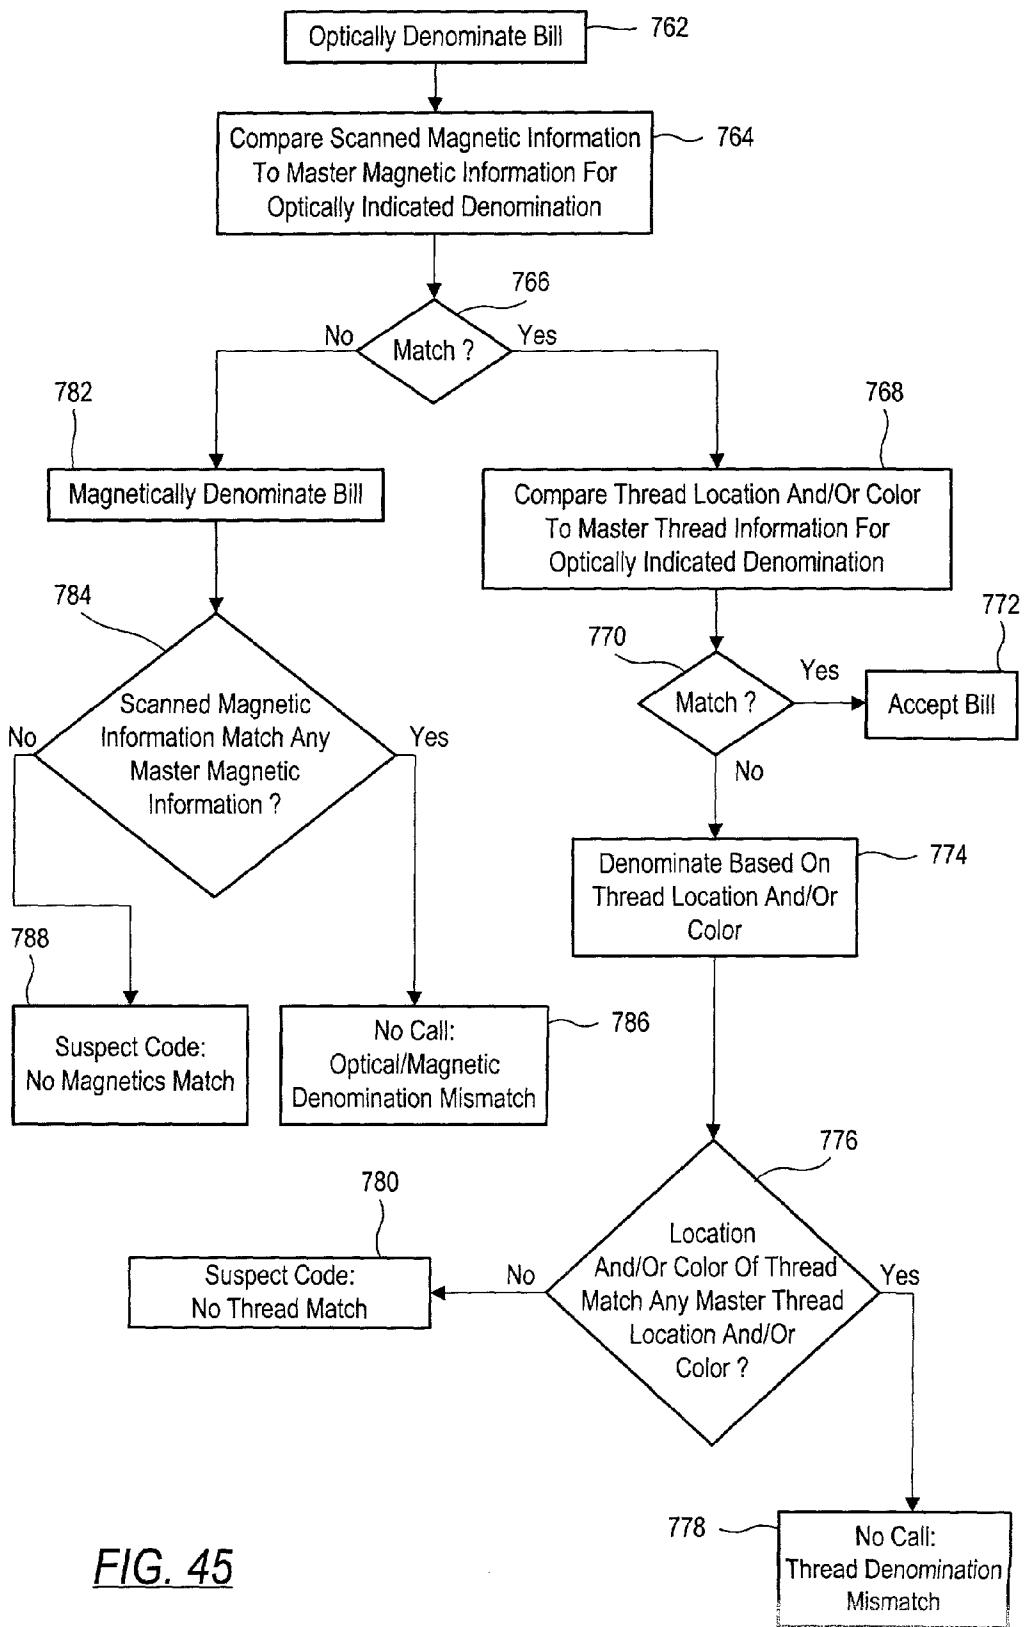 Optically Denominate Bill
762
Compare Scanned Magnetic Information
To Master Magnetic Information For
Optically Indicated Denomination
764
766
Match ?
No
Yes
782
Magnetically Denominate Bill
768
Compare Thread Location And/Or Color
To Master Thread Information For
Optically Indicated Denomination
784
Scanned Magnetic
Information Match Any
Master Magnetic
Information ?
No
Yes
770
Match ?
Yes
No
772
Accept Bill
Denominate Based On
Thread Location And/Or
Color
774
788
Suspect Code:
No Magnetics Match
No Call:
Optical/Magnetic
Denomination Mismatch
786
776
Location
And/Or Color Of Thread
Match Any Master Thread
Location And/Or
Color ?
No
Yes
780
Suspect Code:
No Thread Match
778
No Call:
Thread Denomination
Mismatch
FIG. 45